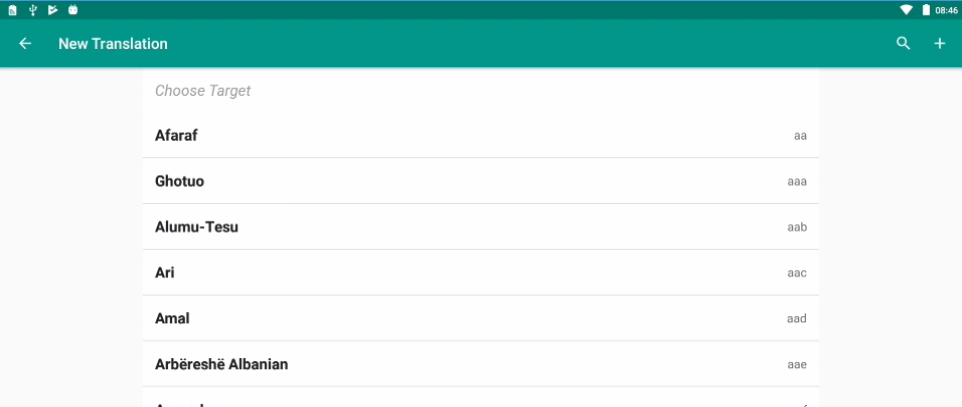 08:46
New Translation
Choose Target
Afaraf aa
Ghotuo aaa
Alumu-Tesu aab
Ari aac
Amal aad
Arbëreshë Albanian aae